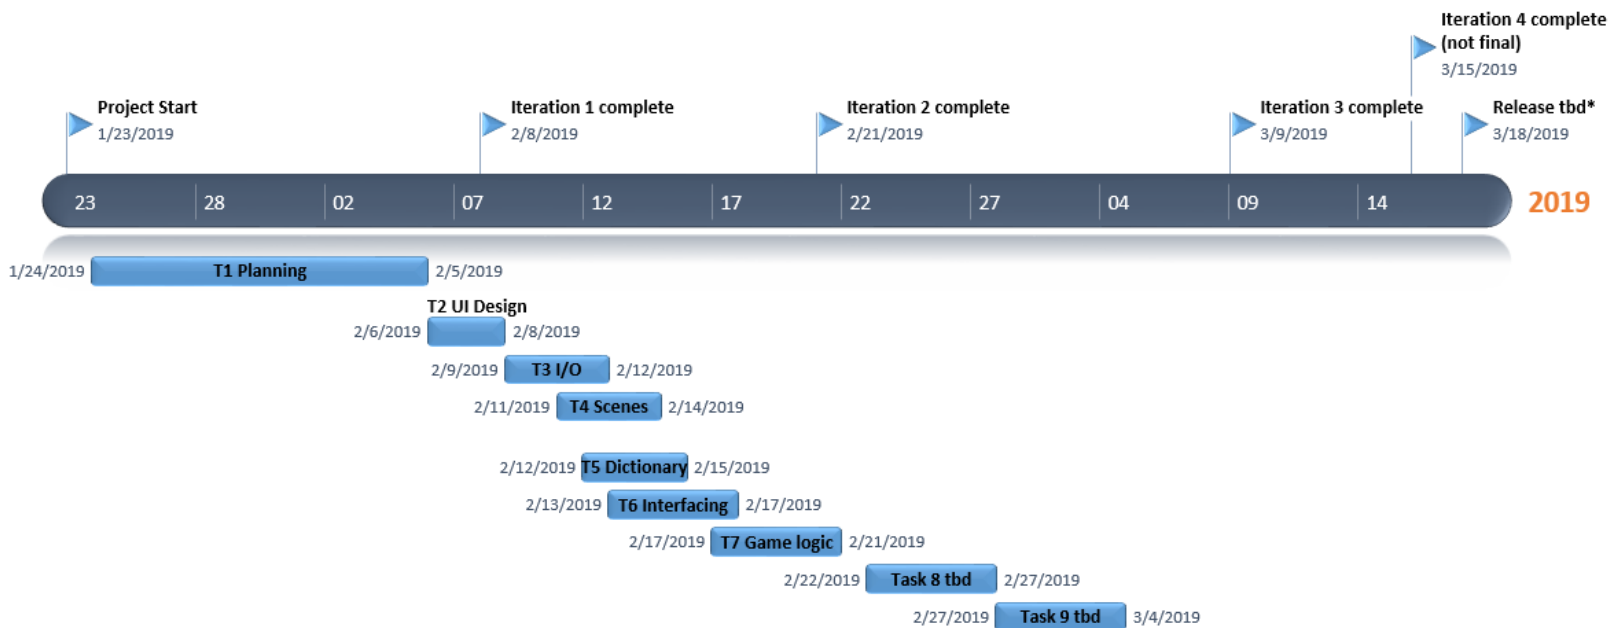 Iteration 4 complete
(not final)
3/15/2019
Project Start
1/23/2019
Iteration 1 complete
2/8/2019
Iteration 2 complete
2/21/2019
Iteration 3 complete
3/9/2019
Release tbd*
3/18/2019
23 28 02 07 12 17 22 27 04 09 14 2019
1/24/2019 T1 Planning 2/5/2019
T2 UI Design
2/6/2019 2/8/2019
2/9/2019 T3 I/O 2/12/2019
2/11/2019 T4 Scenes 2/14/2019
2/12/2019 T5 Dictionary 2/15/2019
2/13/2019 T6 Interfacing 2/17/2019
2/17/2019 T7 Game logic 2/21/2019
2/22/2019 Task 8 tbd 2/27/2019
2/27/2019 Task 9 tbd 3/4/2019